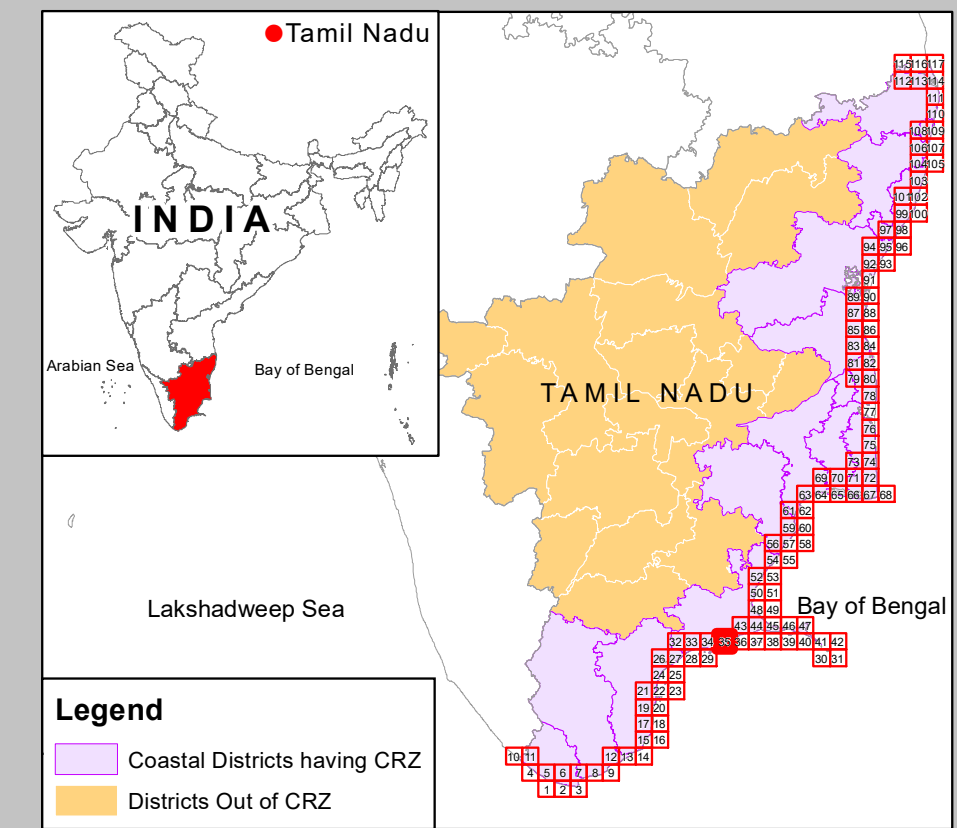 Tamil Nadu
INDIA
Arabian Sea
Bay of Bengal
TAMIL NADU
Lakshadweep Sea
Bay of Bengal
115 116 117
112 113 114
111
110
108 109
106 107
104 105
103
101 102
99 100
97 98
94 95 96
92 93
91
89 90
87 88
85 86
83 84
81 82
79 80
78
77
76
75
73 74
69 70 71 72
63 64 65 66 67 68
61 62
59 60
56 57 58
54 55
52 53
50 51
48 49
43 44 45 46 47
32 33 34 35 36 37 38 39 40 41 42
26 27 28 29 30 31
24 25
21 22 23
19 20
17 18
15 16
10 11 12 13 14
4 5 6 7 8 9
1 2 3
Legend
Coastal Districts having CRZ
Districts Out of CRZ